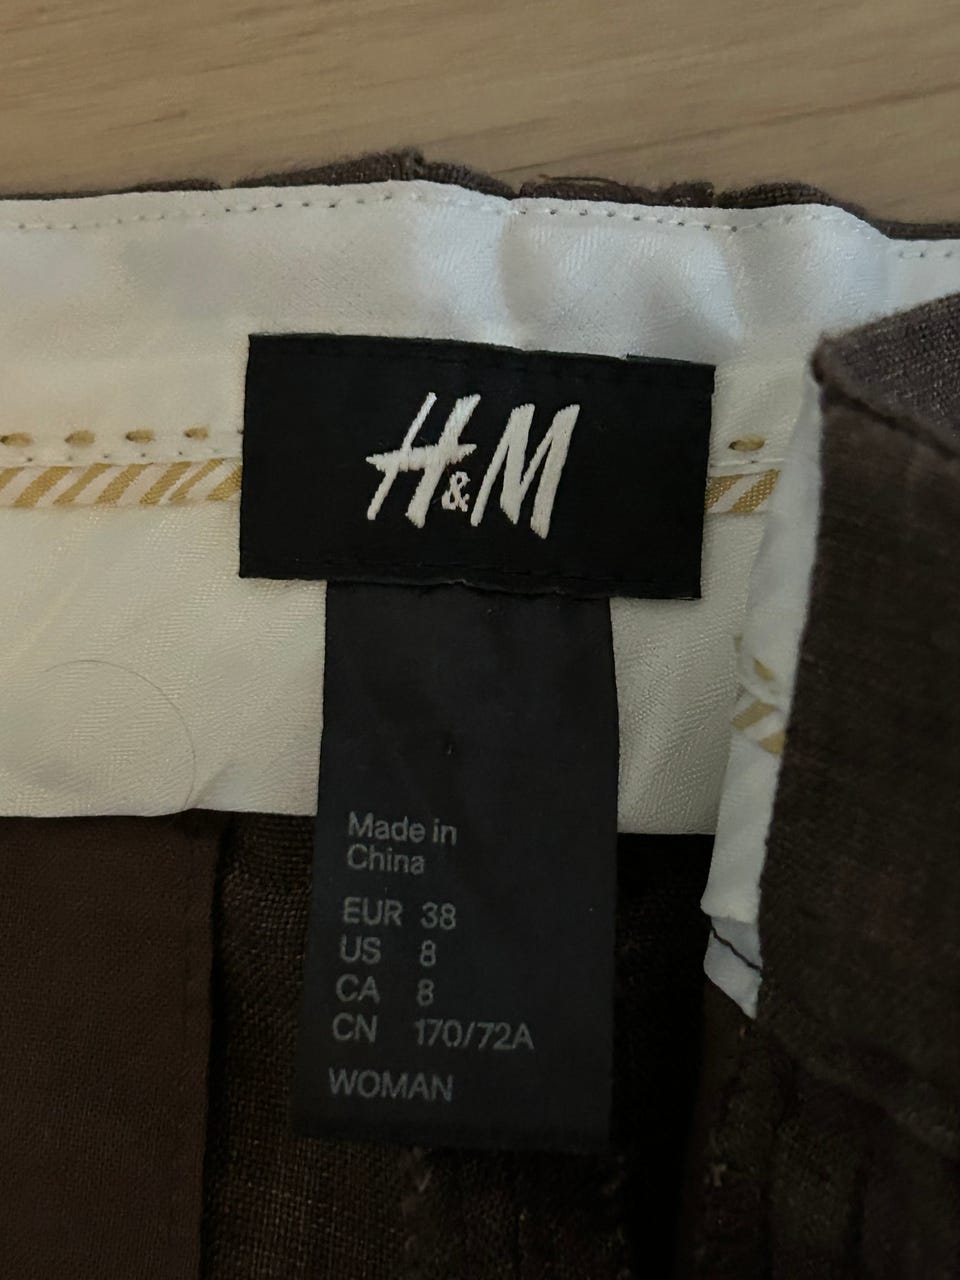 H&M
Made in
China
EUR 38
US 8
CA 8
CN 170/72A
WOMAN